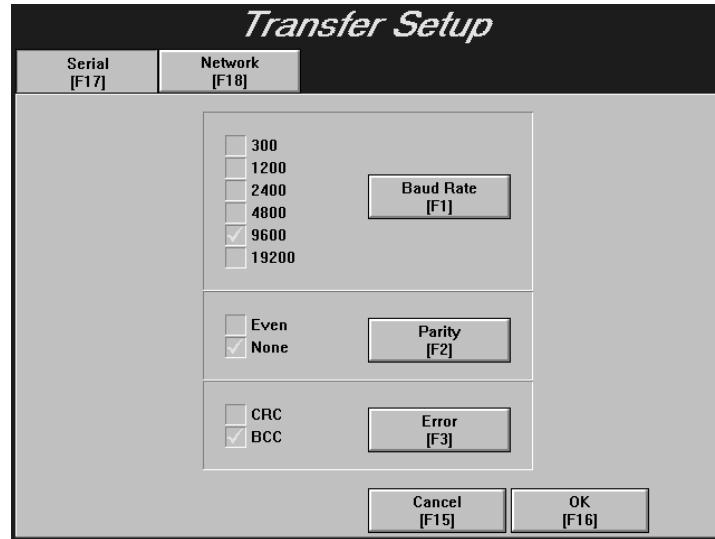 Transfer Setup
Serial
[F17]
Network
[F18]
300
1200
2400
4800
9600
19200
Baud Rate
[F1]
Even
None
Parity
[F2]
CRC
BCC
Error
[F3]
Cancel
[F15]
OK
[F16]